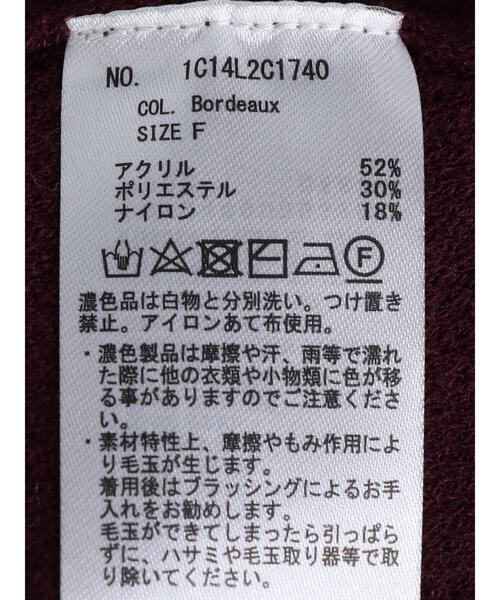 NO. 1C14L2C1740
COL. Bordeaux
SIZE F
アクリル 52%
ポリエステル 30%
ナイロン 18%
F
濃色品は白物と分別洗い。つけ置き
禁止。アイロンあて布使用。
・濃色製品は摩擦や汗、雨等で濡れ
た際に他の衣類や小物類に色が移
る事がありますのでご注意くださ
い。
・素材特性上、摩擦やもみ作用によ
り毛玉が生じます。
着用後はブラッシングによるお手
入れをお勧めします。
毛玉ができてしまったら引っぱら
ずに、ハサミや毛玉取り器等で取
り除いてください。